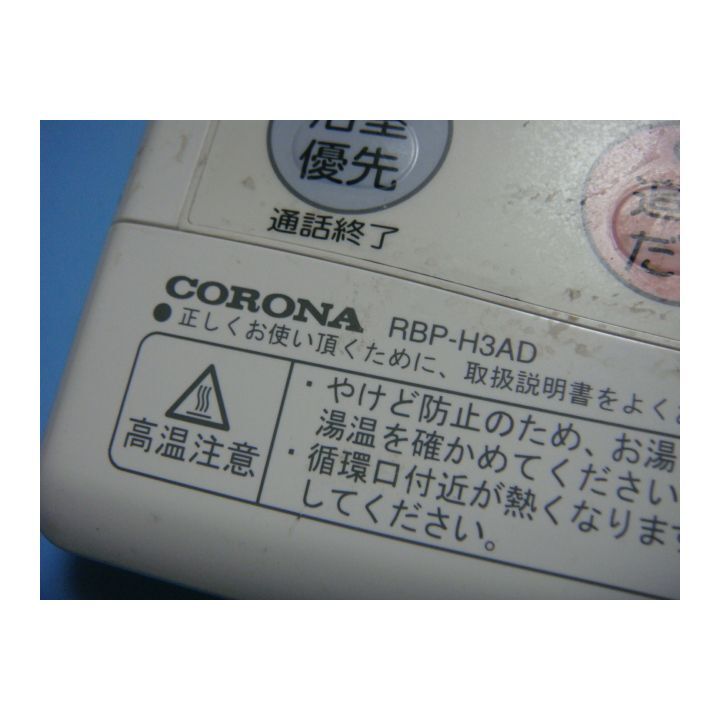 優先
通話終了
だ
CORONA RBP-H3AD
●正しくお使い頂くために、取扱説明書をよく
高温注意
・やけど防止のため、お湯
湯温を確かめてください
・循環口付近が熱くなります
してください。